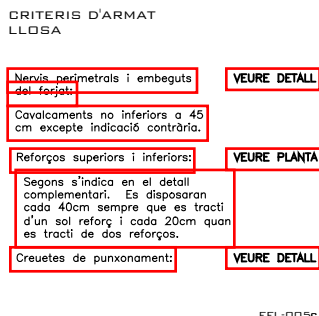 CRITERIS D'ARMAT
LLOSA
Nervis perimetrals i embeguts VEURE DETALL
del forjat:
Cavalcaments no inferiors a 45
cm excepte indicació contrària.
Reforços superiors i inferiors: VEURE PLANTA
Segons s'indica en el detall
complementari. Es disposaran
cada 40cm sempre que es tracti
d'un sol reforç i cada 20cm quan
es tracti de dos reforços.
Creuetes de punxonament: VEURE DETALL